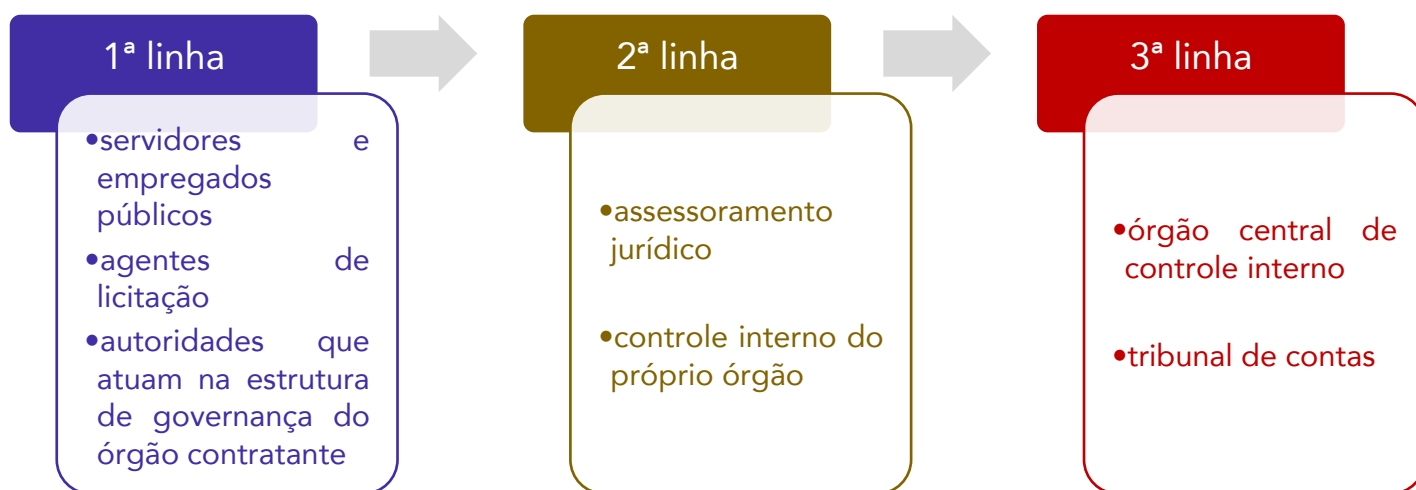 1ª linha
•servidores e
empregados
públicos
•agentes de
licitação
•autoridades que
atuam na estrutura
de governança do
órgão contratante
2ª linha
•assessoramento
jurídico
•controle interno do
próprio órgão
3ª linha
•órgão central de
controle interno
•tribunal de contas